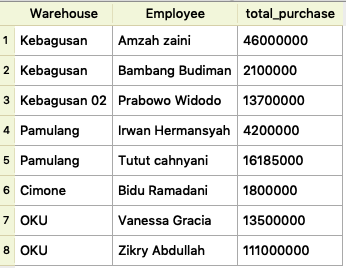 Warehouse Employee total_purchase
1 Kebagusan Amzah zaini 46000000
2 Kebagusan Bambang Budiman 2100000
3 Kebagusan 02 Prabowo Widodo 13700000
4 Pamulang Irwan Hermansyah 4200000
5 Pamulang Tutut cahnyani 16185000
6 Cimone Bidu Ramadani 1800000
7 OKU Vanessa Gracia 13500000
8 OKU Zikry Abdullah 111000000